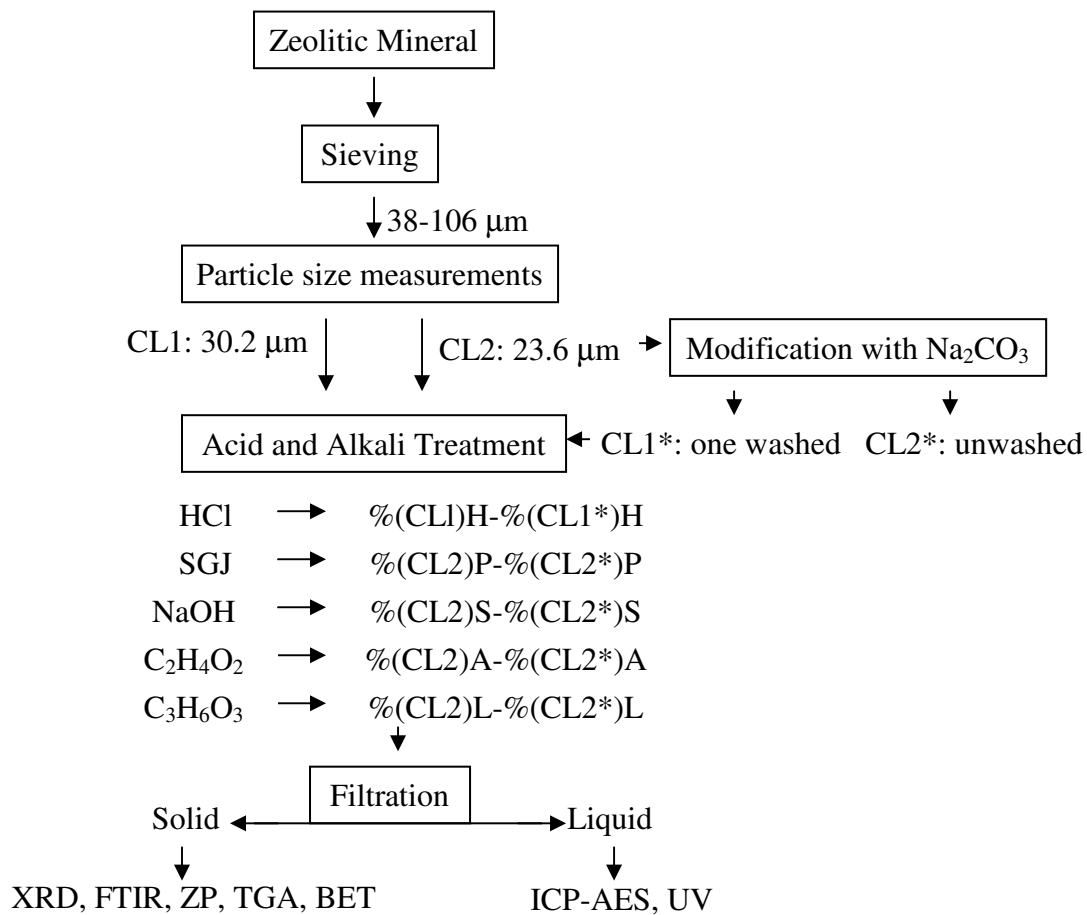 Zeolitic Mineral
Sieving
38-106 μm
Particle size measurements
CL1: 30.2 μm
CL2: 23.6 μm
Modification with Na₂CO₃
Acid and Alkali Treatment
CL1*: one washed
CL2*: unwashed
HCl
%(CLl)H-%(CL1*)H
SGJ
%(CL2)P-%(CL2*)P
NaOH
%(CL2)S-%(CL2*)S
C₂H₄O₂
%(CL2)A-%(CL2*)A
C₃H₆O₃
%(CL2)L-%(CL2*)L
Filtration
Solid
Liquid
XRD, FTIR, ZP, TGA, BET
ICP-AES, UV